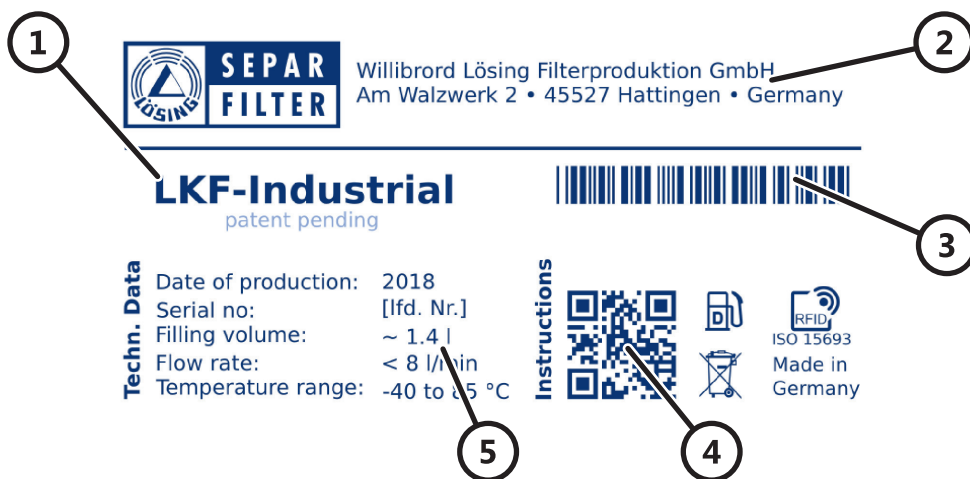 1
2
SEPAR
FILTER
LÖSING
Willibrord Lösing Filterproduktion GmbH
Am Walzwerk 2 • 45527 Hattingen • Germany
LKF-Industrial
patent pending
3
Techn. Data
Date of production: 2018
Serial no: [lfd. Nr.]
Filling volume: ~ 1.4 l
Flow rate: < 8 l/min
Temperature range: -40 to 85 °C
Instructions
D
RFID
ISO 15693
Made in
Germany
5
4